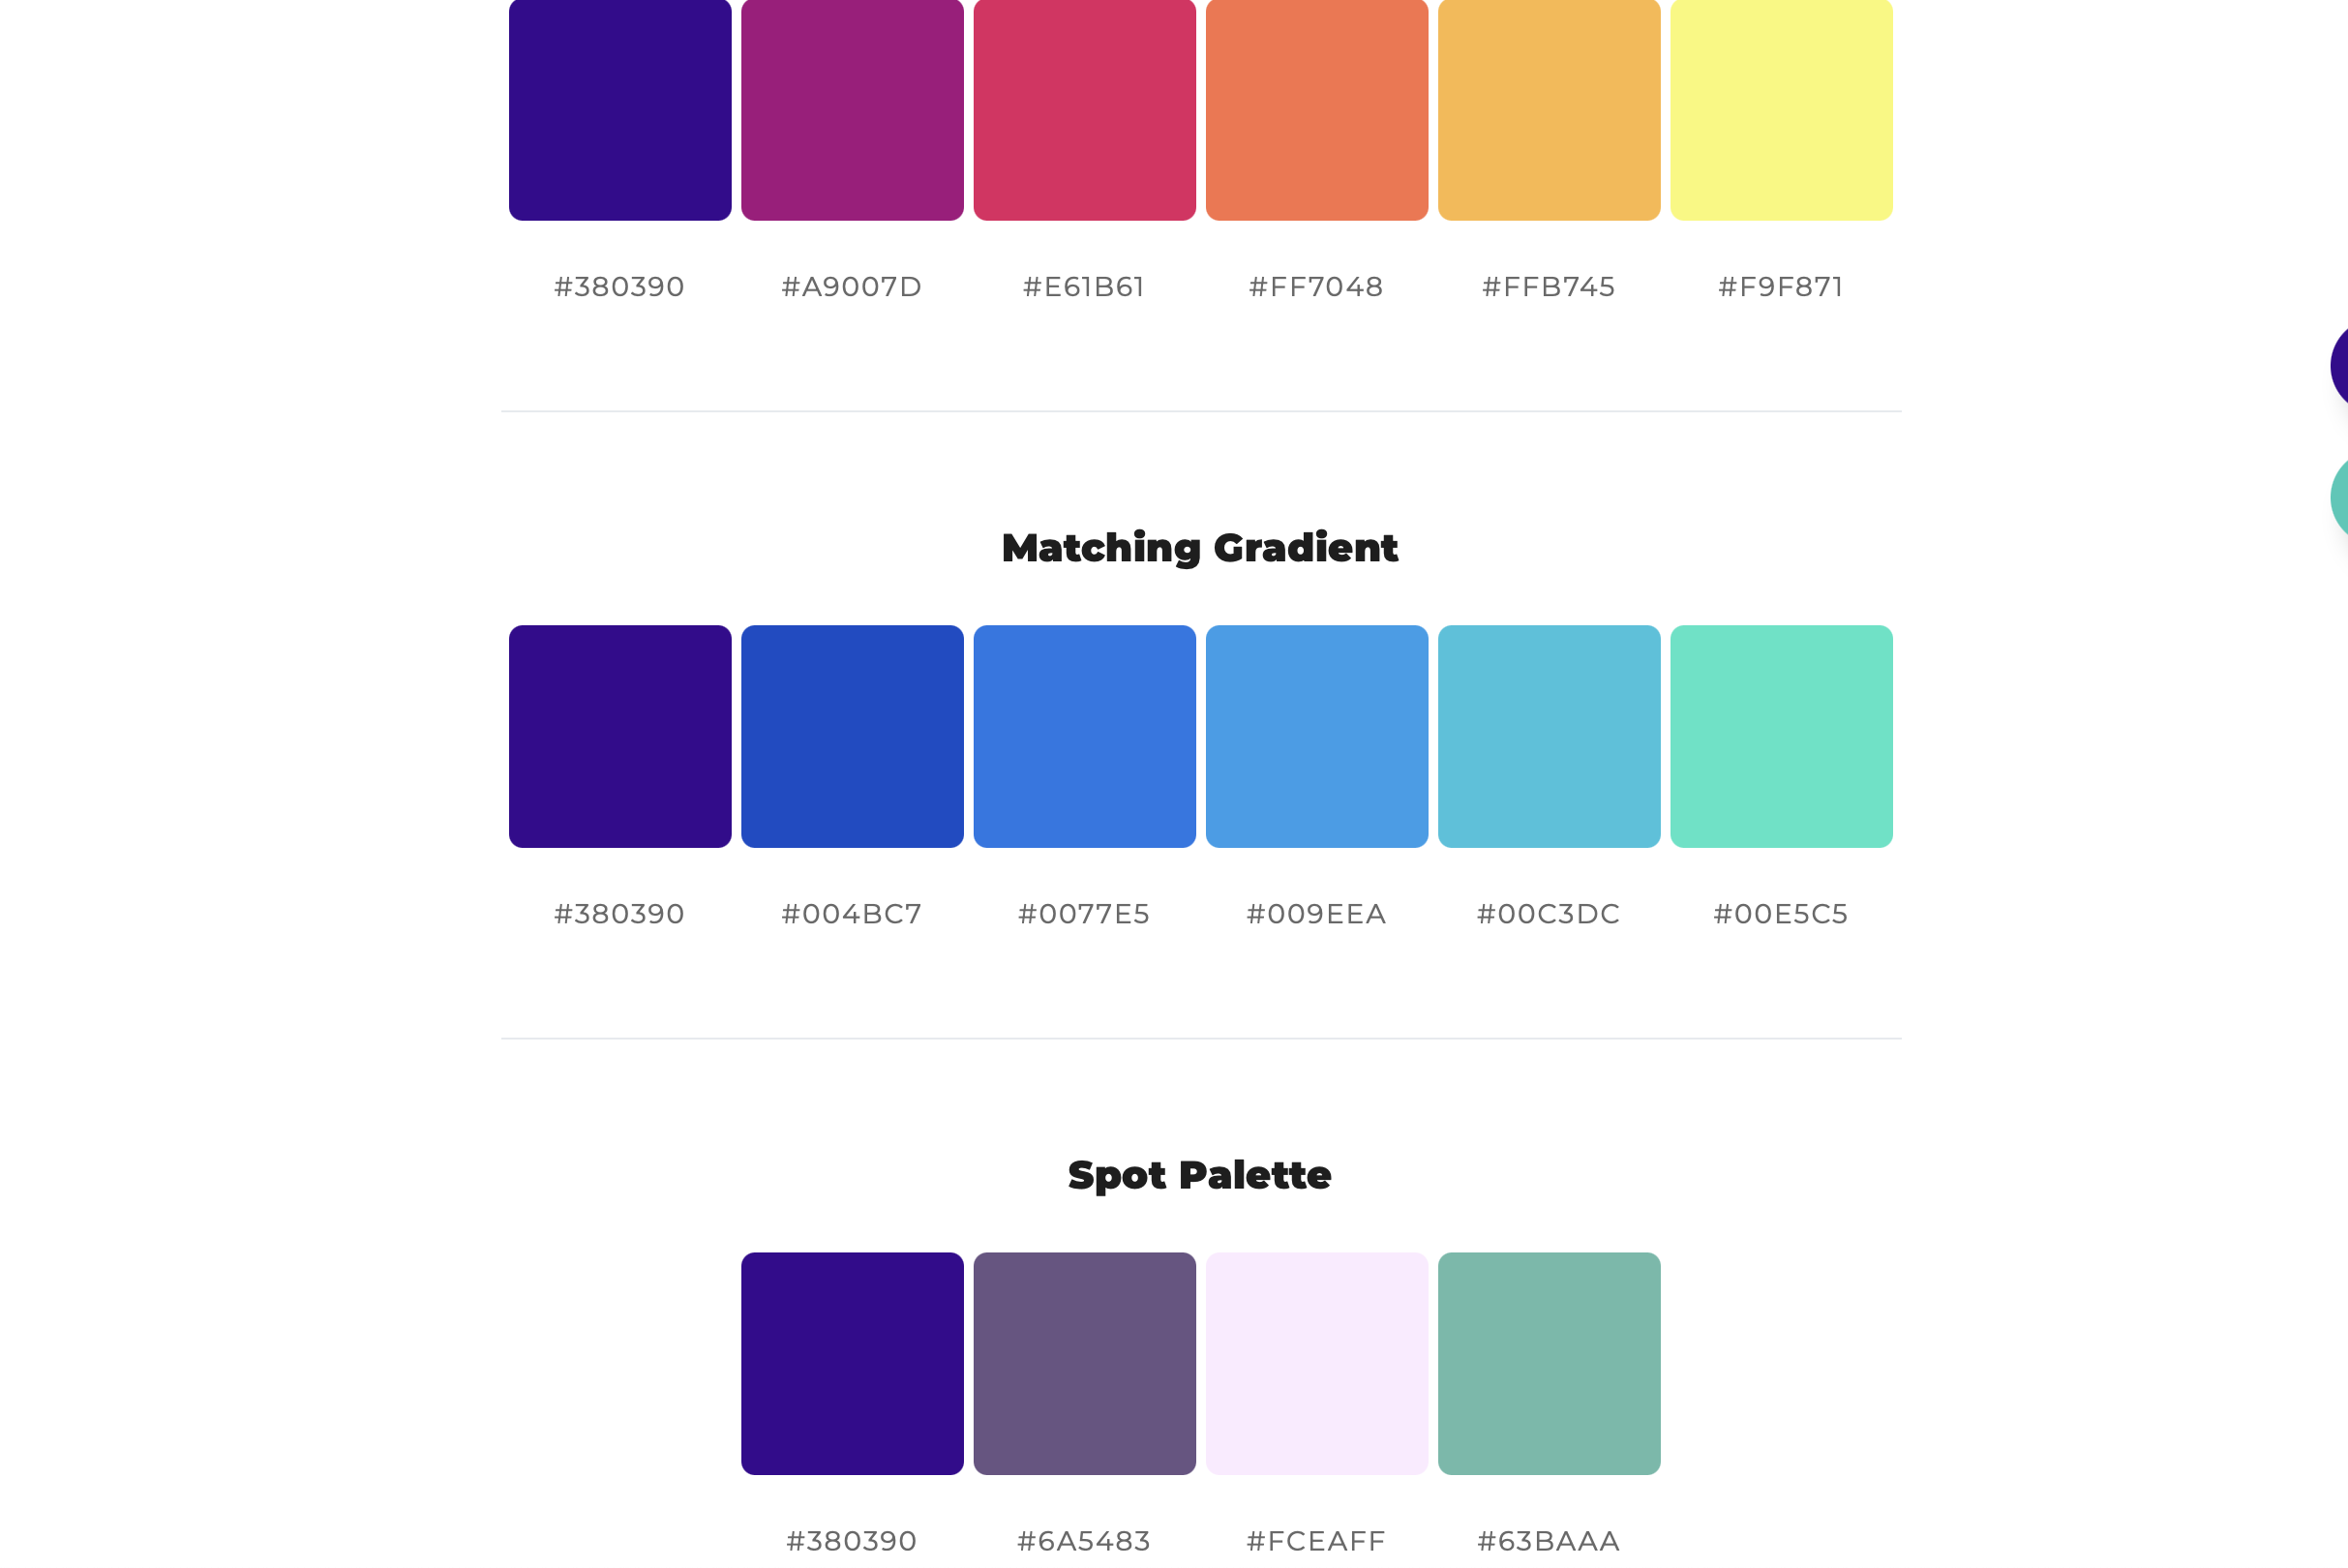 #380390 #A9007D #E61B61 #FF7048 #FFB745 #F9F871
Matching Gradient
#380390 #004BC7 #0077E5 #009EEA #00C3DC #00E5C5
Spot Palette
#380390 #6A5483 #FCEAFF #63BAAA